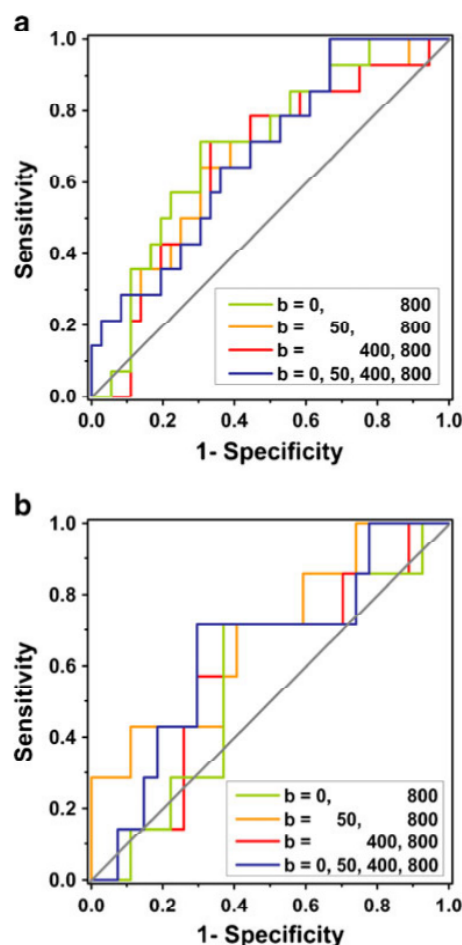 a
1.0
0.8
0.6
0.4
0.2
0.0
Sensitivity
b = 0, 800
b = 50, 800
b = 400, 800
b = 0, 50, 400, 800
0.0 0.2 0.4 0.6 0.8 1.0
1- Specificity
b
1.0
0.8
0.6
0.4
0.2
0.0
Sensitivity
b = 0, 800
b = 50, 800
b = 400, 800
b = 0, 50, 400, 800
0.0 0.2 0.4 0.6 0.8 1.0
1- Specificity